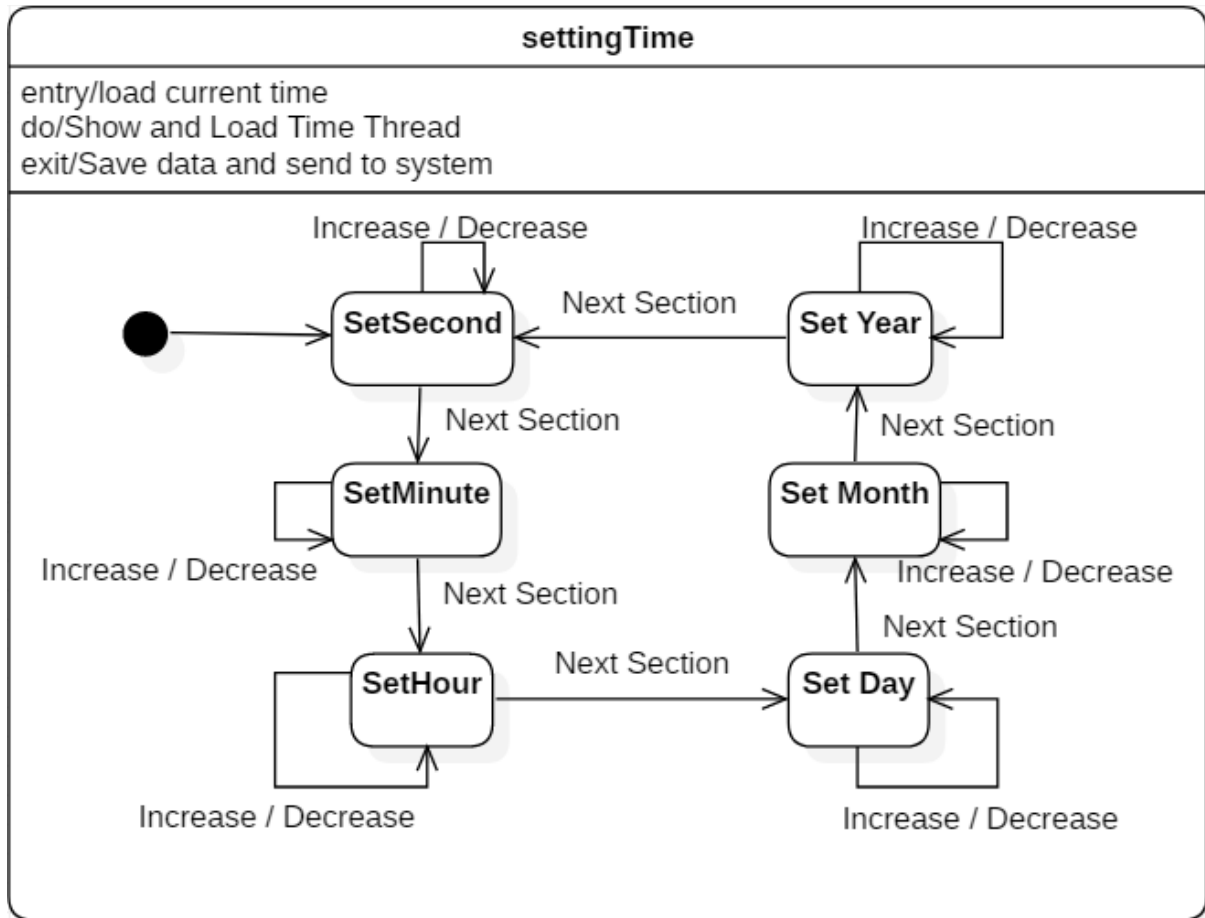 settingTime
entry/load current time
do/Show and Load Time Thread
exit/Save data and send to system
Increase / Decrease
Increase / Decrease
Next Section
SetSecond
Set Year
Next Section
Next Section
SetMinute
Set Month
Increase / Decrease
Increase / Decrease
Next Section
Next Section
Next Section
SetHour
Set Day
Increase / Decrease
Increase / Decrease